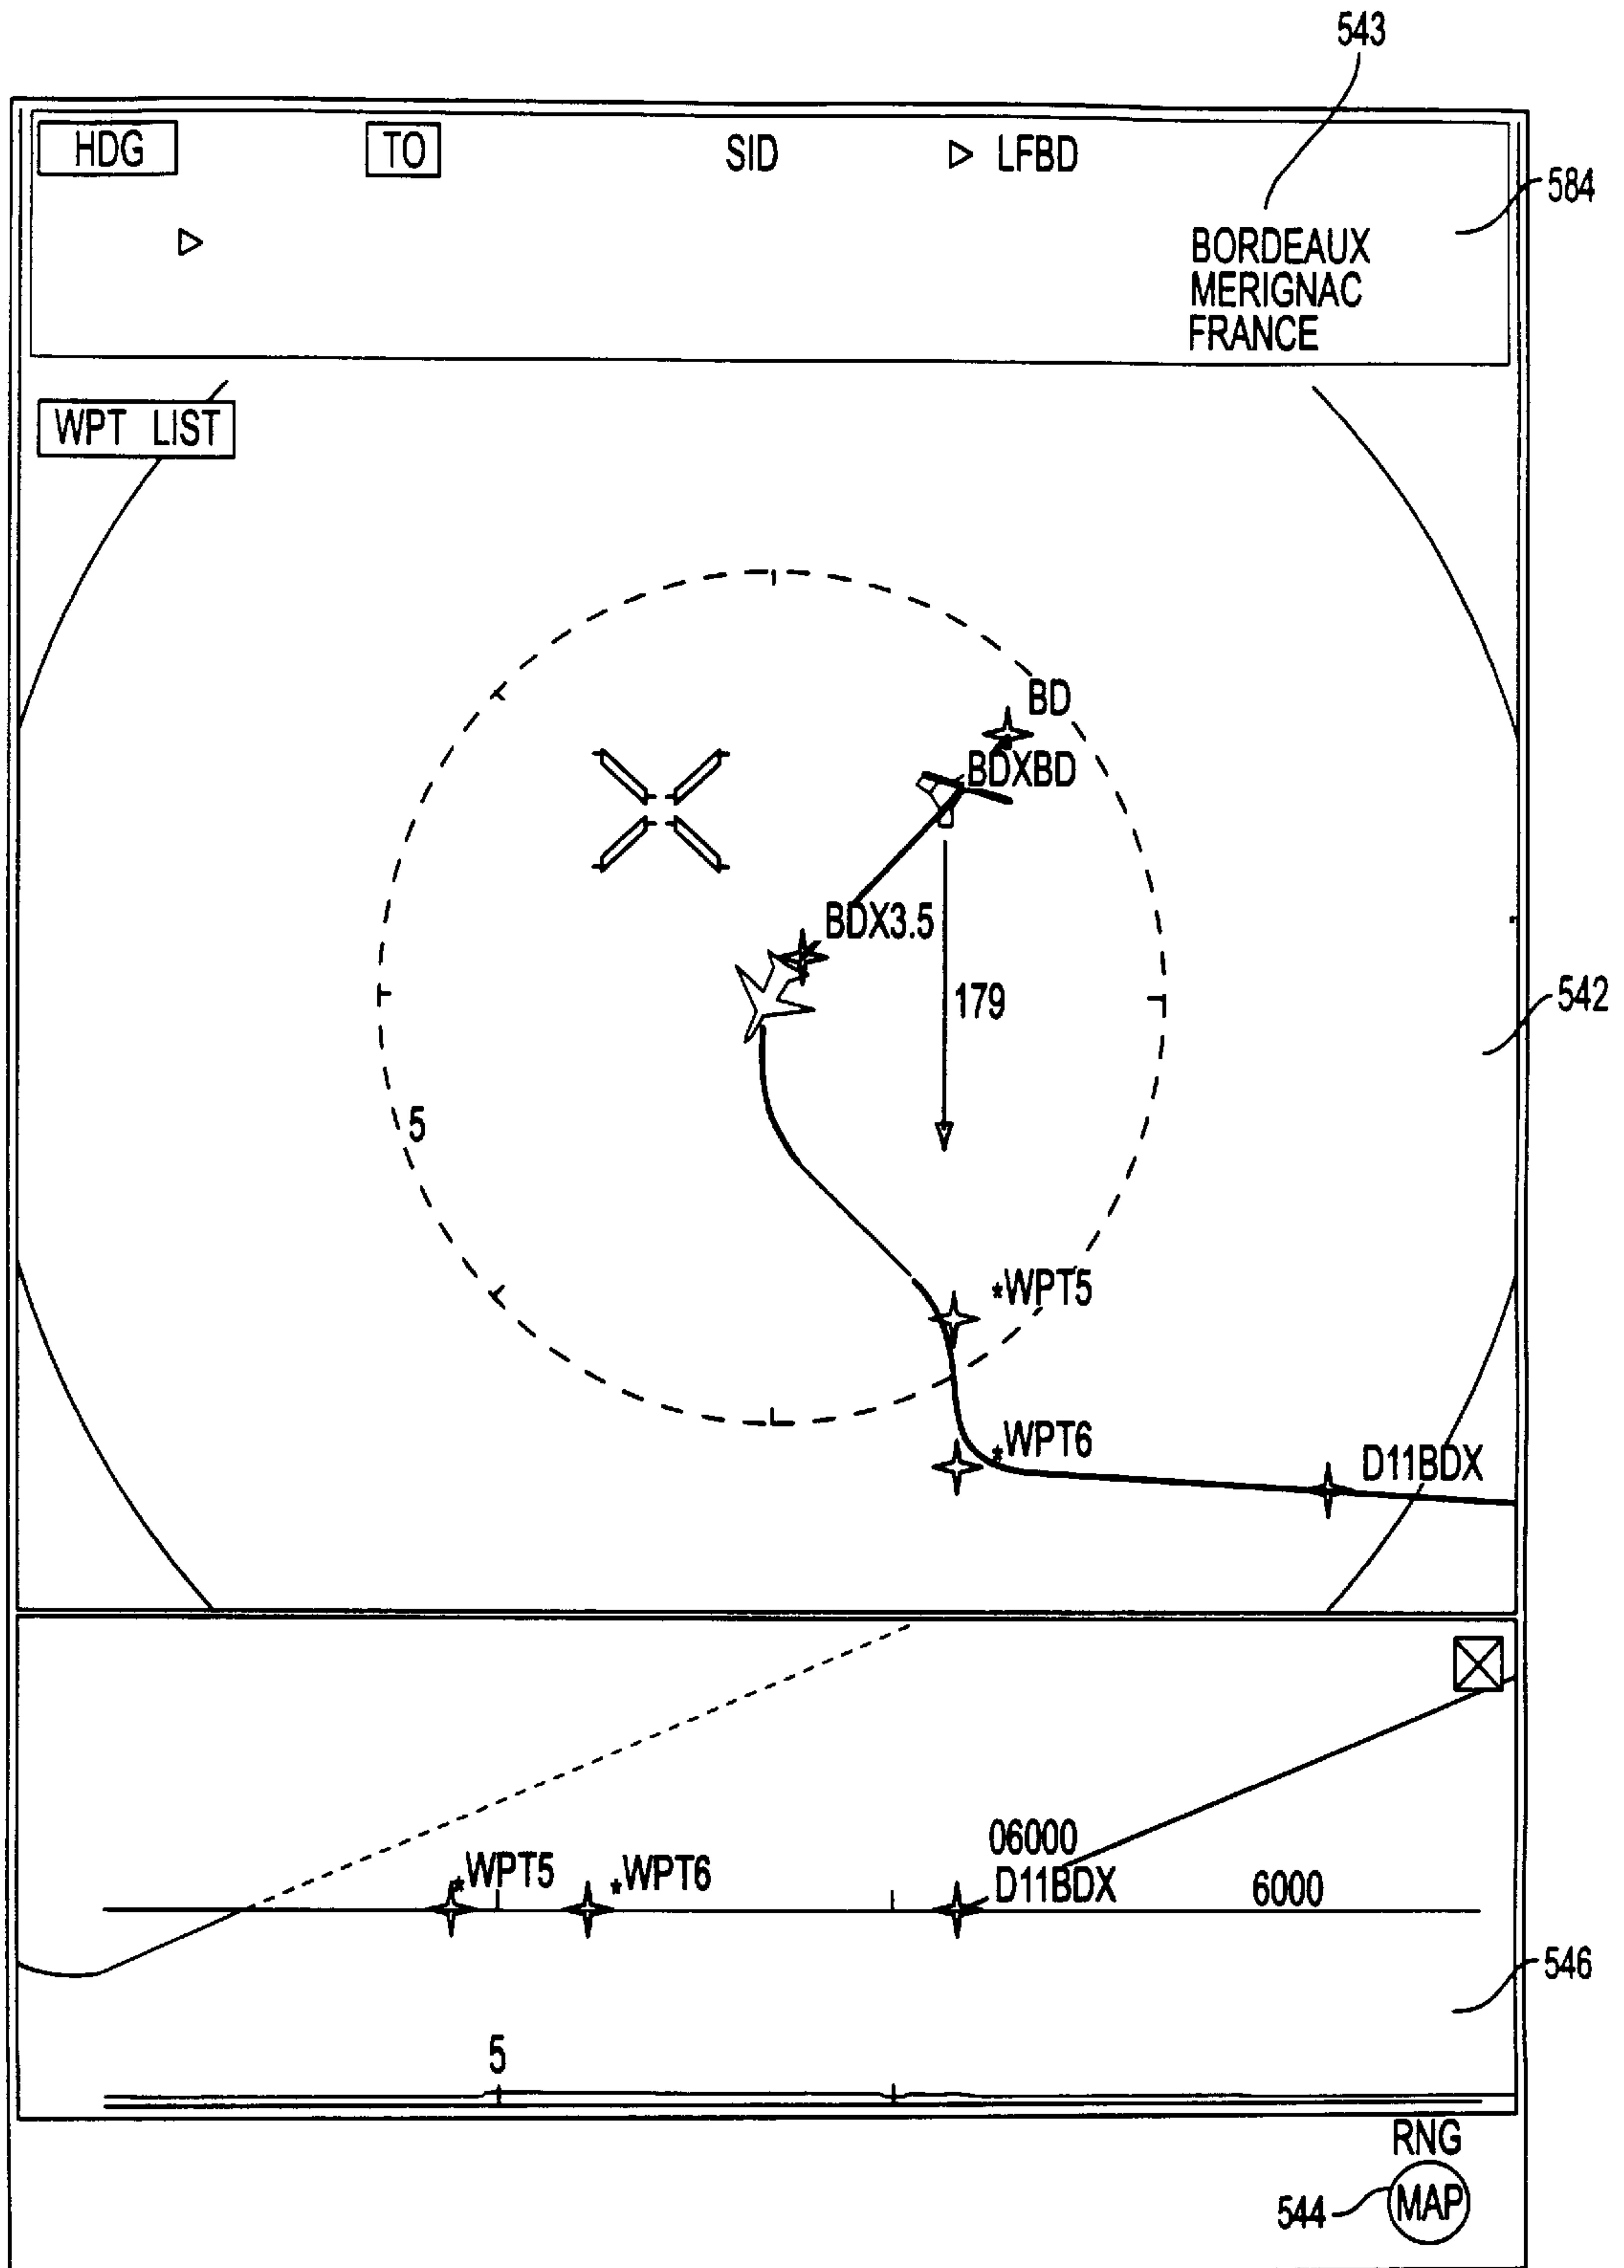 543
HDG TO SID LFBD
584
BORDEAUX
MERIGNAC
FRANCE
WPT LIST
BD
BDXBD
BDX3.5
179
542
5
*WPT5
*WPT6
D11BDX
06000
*WPT5 *WPT6 D11BDX 6000
546
5
RNG
544 MAP